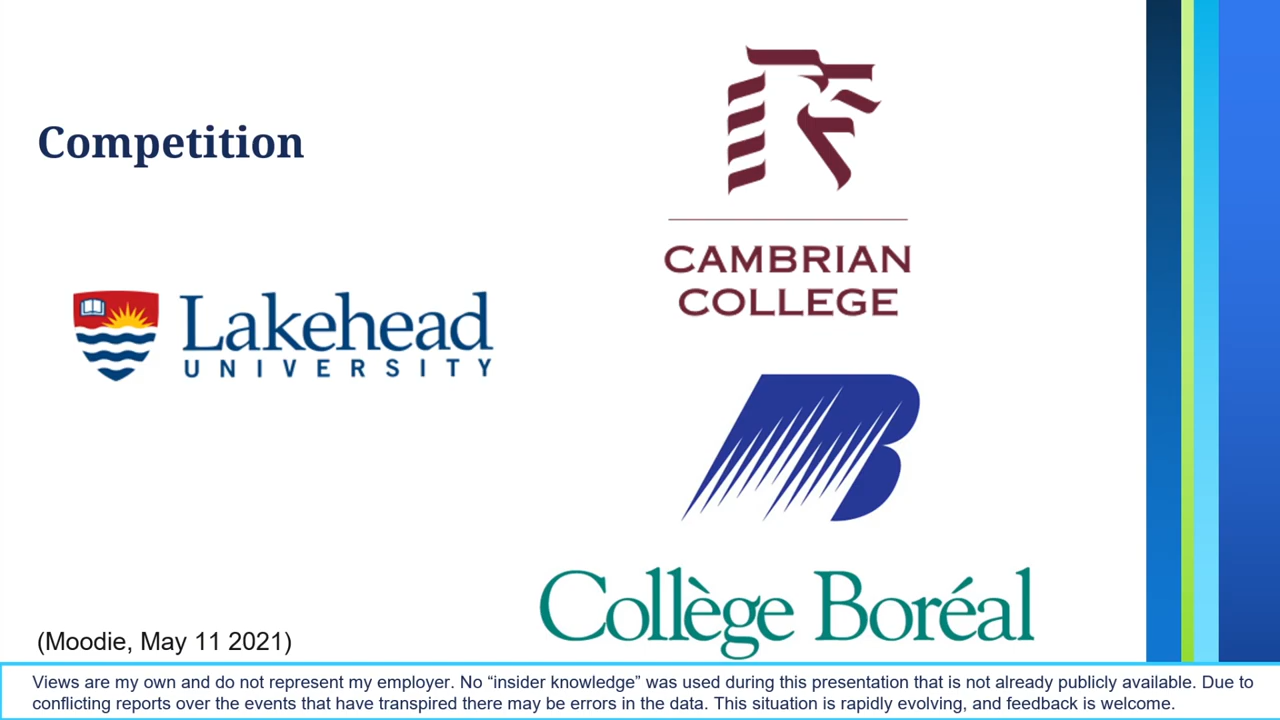 Competition
Lakehead
UNIVERSITY
CAMBRIAN
COLLEGE
Collège Boréal
(Moodie, May 11 2021)
Views are my own and do not represent my employer. No “insider knowledge” was used during this presentation that is not already publicly available. Due to
conflicting reports over the events that have transpired there may be errors in the data. This situation is rapidly evolving, and feedback is welcome.